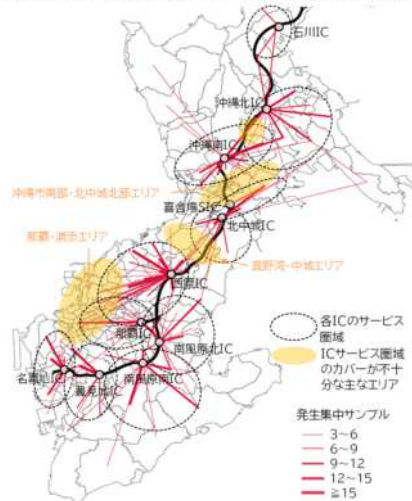 石川IC
沖縄北IC
沖縄南IC
沖縄市南部・北中城北部エリア
喜舎場SIC
那覇・浦添エリア
北中城IC
宜野湾・中城エリア
西原IC
那覇IC
南風原北IC
名嘉地IC
豊見城IC
南風原南IC
各ICのサービス
圏域
ICサービス圏域
のカバーが不十
分な主なエリア
発生集中サンプル
3~6
6~9
9~12
12~15
≧15